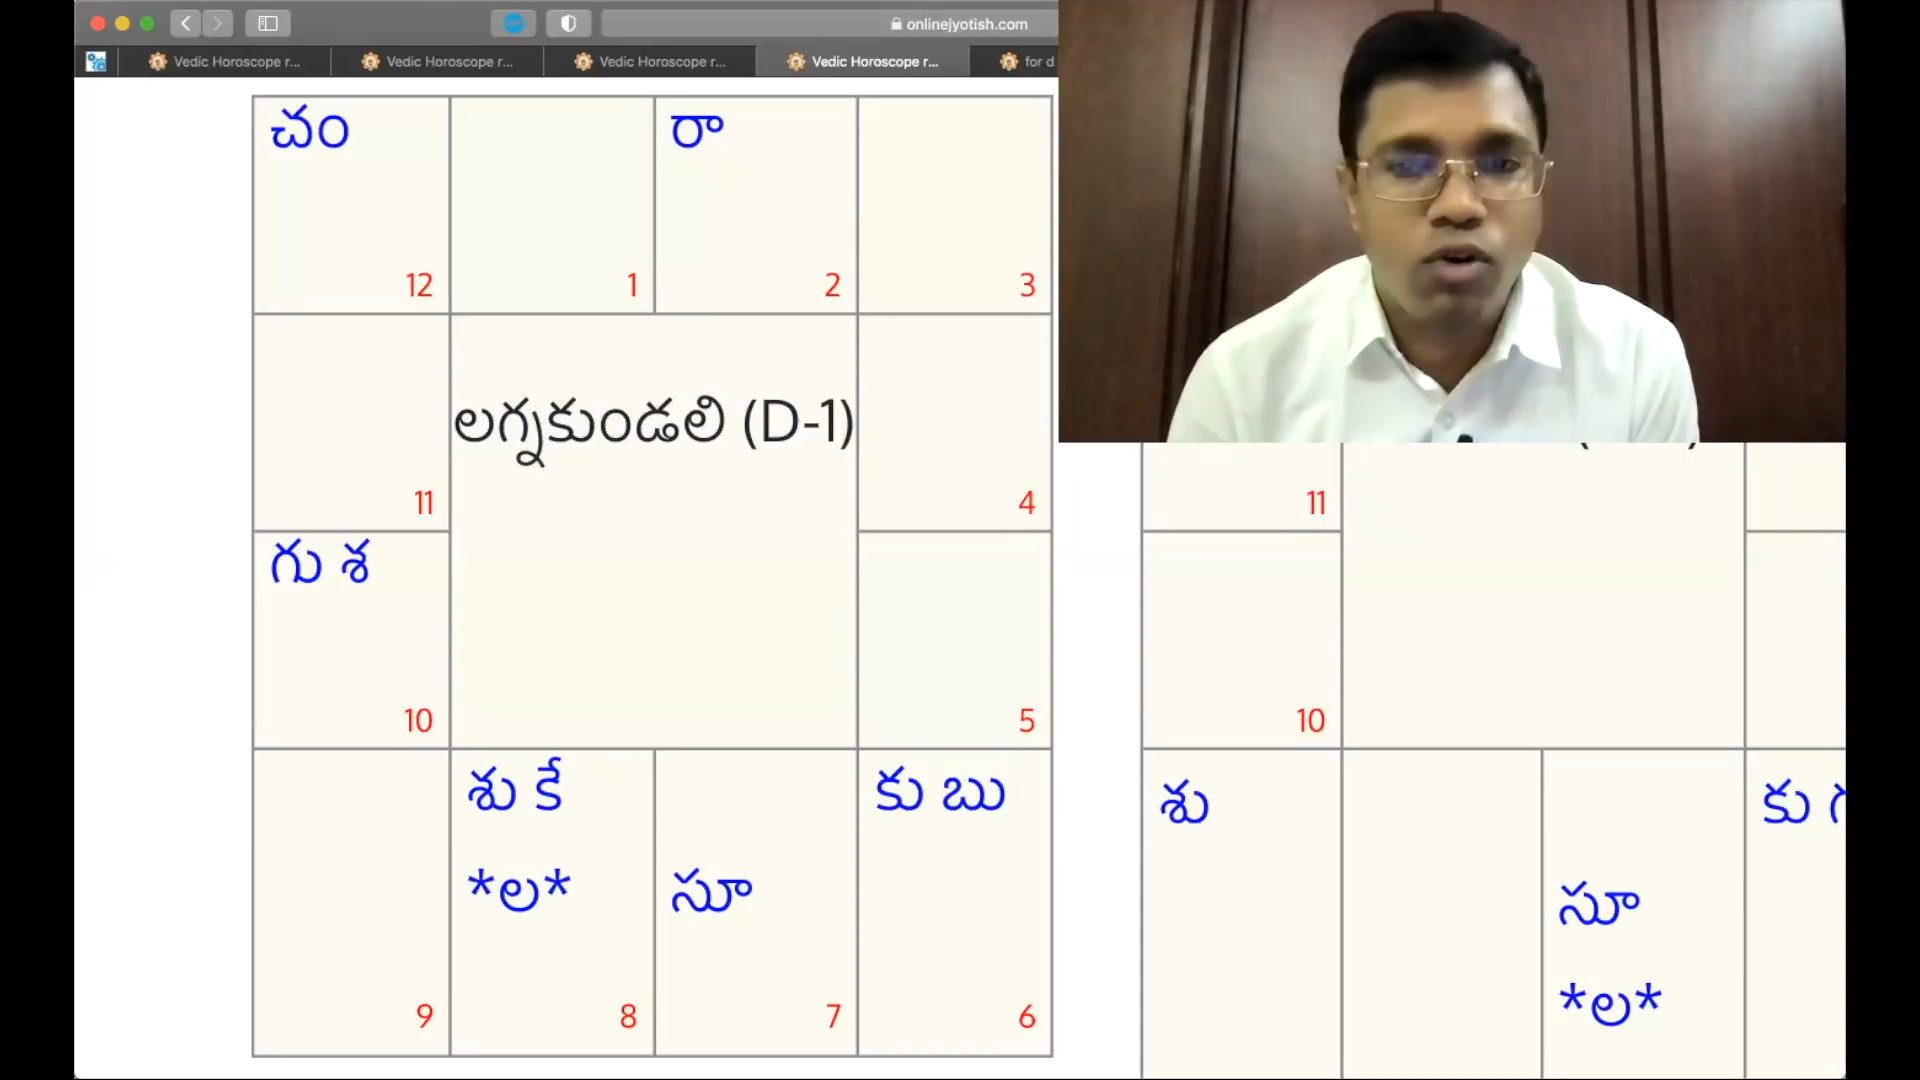 onlinejyotish.com
Vedic Horoscope r...
Vedic Horoscope r...
Vedic Horoscope r...
Vedic Horoscope r...
for d
చం
రా
12
1
2
3
లగ్నకుండలి (D-1)
11
4
గు శ
10
5
శు కే
*ల*
సూ
కు బు
9
8
7
6
11
10
శు
సూ
*ల*
కు